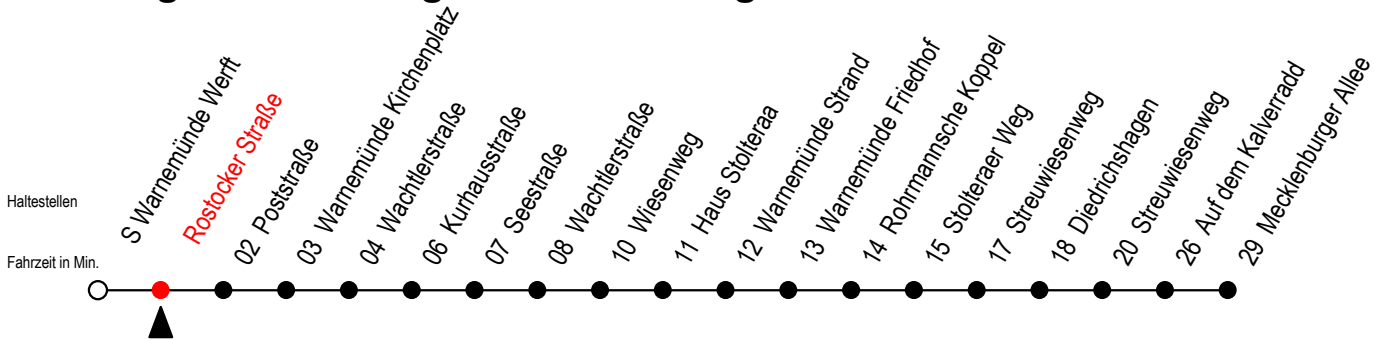 Haltestellen
Fahrzeit in Min.
S Warnemünde Werft
Rostocker Straße
02 Poststraße
03 Warnemünde Kirchenplatz
04 Wachtlerstraße
06 Kurhausstraße
07 Seestraße
08 Wachtlerstraße
10 Wiesenweg
11 Haus Stolteraa
12 Warnemünde Strand
13 Warnemünde Friedhof
14 Rohrmannsche Koppel
15 Stolteraer Weg
17 Streuwiesenweg
18 Diedrichshagen
20 Streuwiesenweg
26 Auf dem Kalverradd
29 Mecklenburger Allee